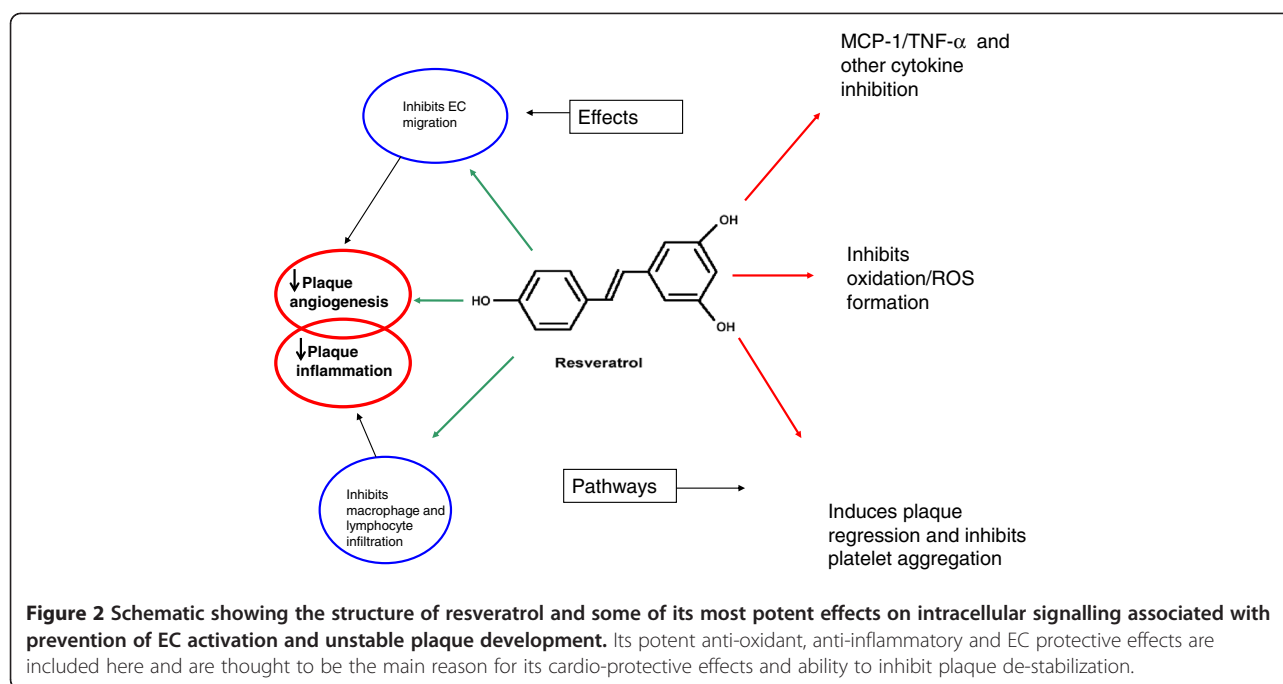 MCP-1/TNF-α and
other cytokine
inhibition
Inhibits EC
migration
Effects
OH
↓Plaque
angiogenesis
HO
Inhibits
oxidation/ROS
formation
OH
↓Plaque
inflammation
Resveratrol
Inhibits
macrophage and
lymphocyte
infiltration
Pathways
Induces plaque
regression and inhibits
platelet aggregation
Figure 2 Schematic showing the structure of resveratrol and some of its most potent effects on intracellular signalling associated with
prevention of EC activation and unstable plaque development. Its potent anti-oxidant, anti-inflammatory and EC protective effects are
included here and are thought to be the main reason for its cardio-protective effects and ability to inhibit plaque de-stabilization.